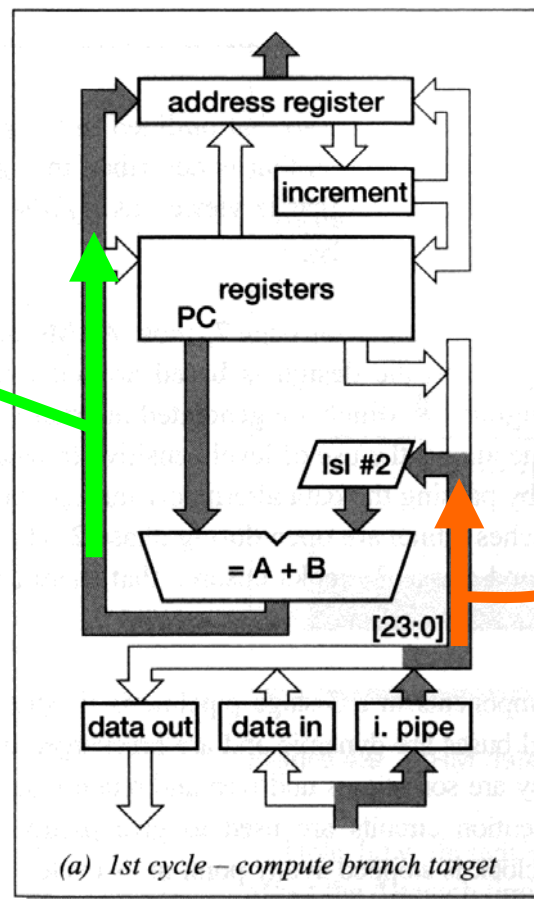 address register
increment
registers
PC
lsl #2
= A + B
[23:0]
data out
data in
i. pipe
(a) 1st cycle – compute branch target